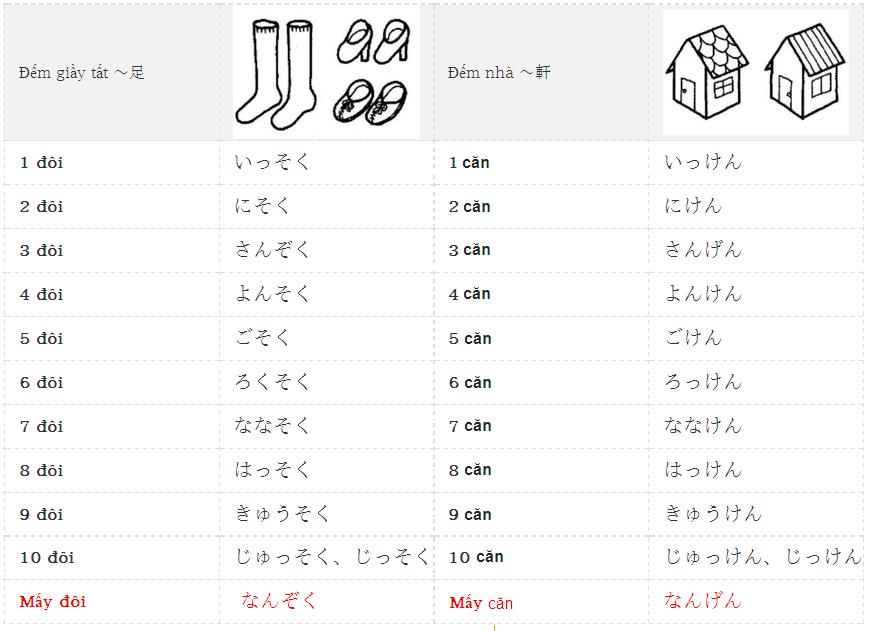 Đếm giầy tất ～足 Đếm nhà ～軒
1 đôi いっそく 1 căn いっけん
2 đôi にそく 2 căn にけん
3 đôi さんぞく 3 căn さんげん
4 đôi よんそく 4 căn よんけん
5 đôi ごそく 5 căn ごけん
6 đôi ろくそく 6 căn ろっけん
7 đôi ななそく 7 căn ななけん
8 đôi はっそく 8 căn はっけん
9 đôi きゅうそく 9 căn きゅうけん
10 đôi じゅっそく、じっそく 10 căn じゅっけん、じっけん
Mấy đôi なんぞく Mấy căn なんげん